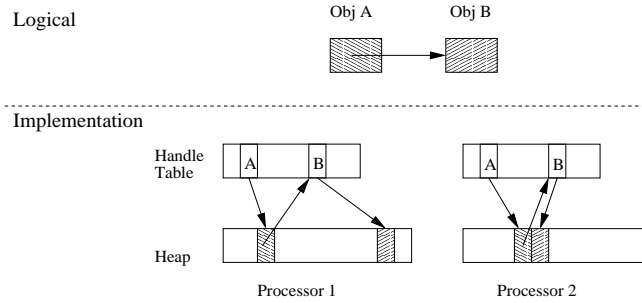 Logical
Obj A
Obj B
Implementation
Handle
Table
A
B
A
B
Heap
Processor 1
Processor 2